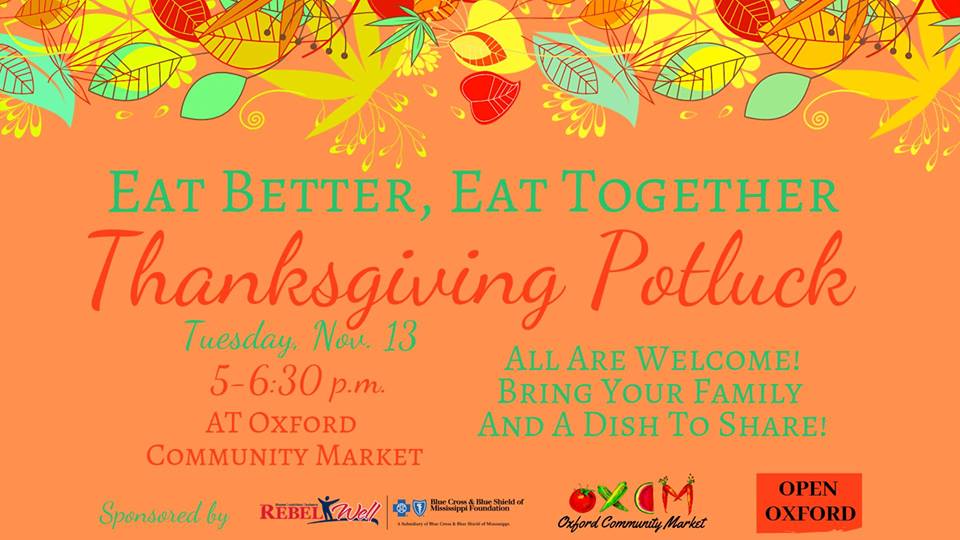 Eat Better, Eat Together
Thanksgiving Potluck
Tuesday, Nov. 13
5-6:30 p.m.
AT Oxford
Community Market
All Are Welcome!
Bring Your Family
And A Dish To Share!
Sponsored by
REBEL Well
Blue Cross & Blue Shield of
Mississippi Foundation
A Subsidiary of Blue Cross & Blue Shield of Mississippi.
OXCM
Oxford Community Market
OPEN
OXFORD